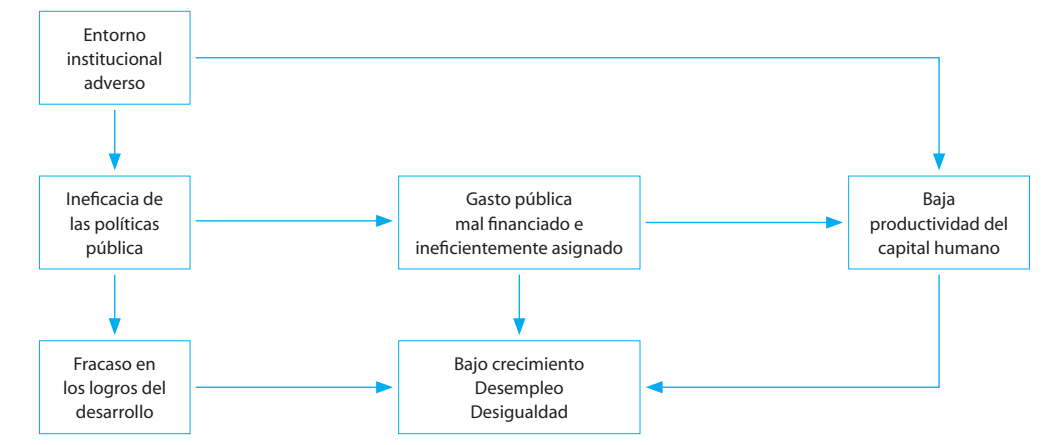 Entorno
institucional
adverso
Ineficacia de
las políticas
pública
Gasto pública
mal financiado e
ineficientemente asignado
Baja
productividad del
capital humano
Fracaso en
los logros del
desarrollo
Bajo crecimiento
Desempleo
Desigualdad